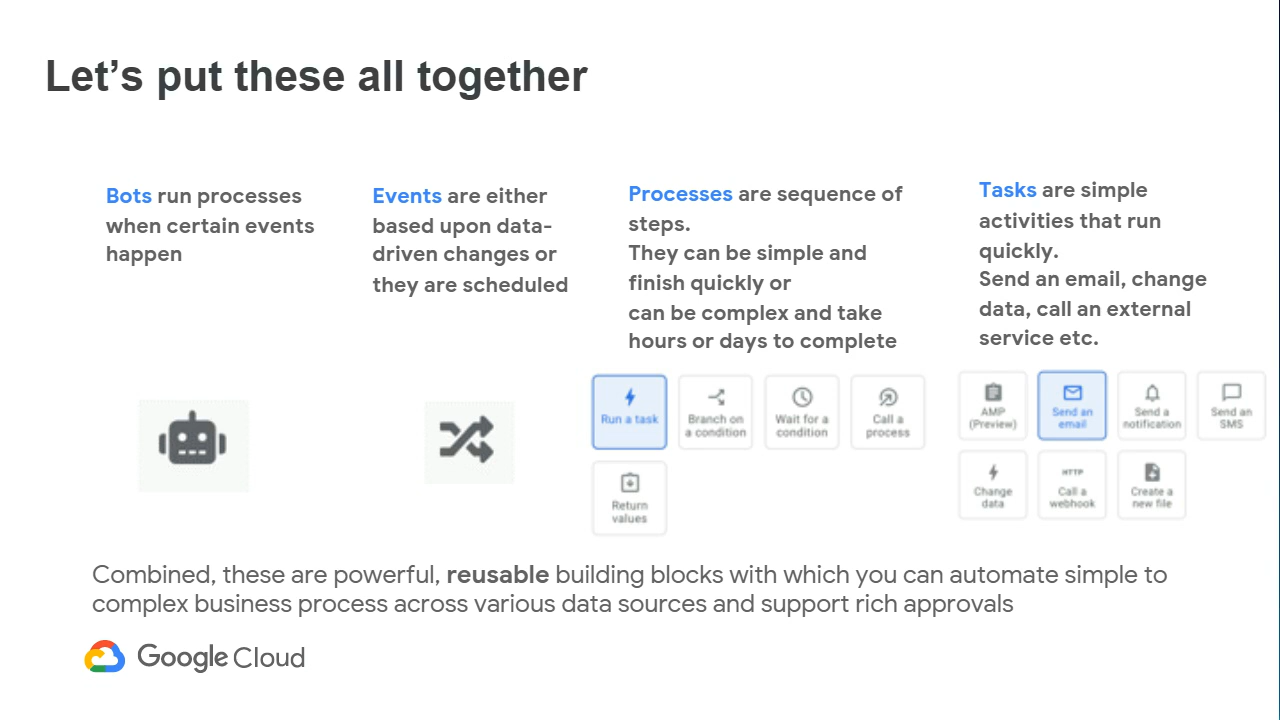 Let's put these all together
Bots run processes
when certain events
happen
Events are either
based upon data-
driven changes or
they are scheduled
Processes are sequence of
steps.
They can be simple and
finish quickly or
can be complex and take
hours or days to complete
Tasks are simple
activities that run
quickly.
Send an email, change
data, call an external
service etc.
Run a task
Branch on
a condition
Wait for a
condition
Call a
process
Return
values
AMP
(Preview)
Send an
email
Send a
notification
Send an
SMS
Change
data
HTTP
Call a
webhook
Create a
new file
Combined, these are powerful, reusable building blocks with which you can automate simple to
complex business process across various data sources and support rich approvals
Google Cloud